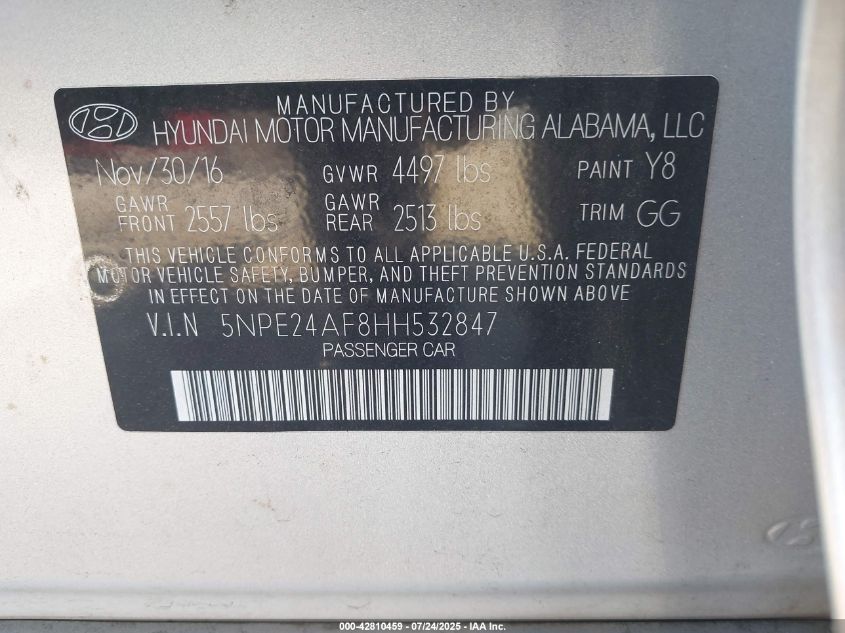 MANUFACTURED BY
HYUNDAI MOTOR MANUFACTURING ALABAMA, LLC
Nov/30/16 GVWR 4497 lbs PAINT Y8
GAWR FRONT 2557 lbs GAWR REAR 2513 lbs TRIM GG
THIS VEHICLE CONFORMS TO ALL APPLICABLE U.S.A. FEDERAL
MOTOR VEHICLE SAFETY, BUMPER, AND THEFT PREVENTION STANDARDS
IN EFFECT ON THE DATE OF MANUFACTURE SHOWN ABOVE
V.I.N 5NPE24AF8HH532847
PASSENGER CAR
000-42810459 - 07/24/2025 - IAA Inc.